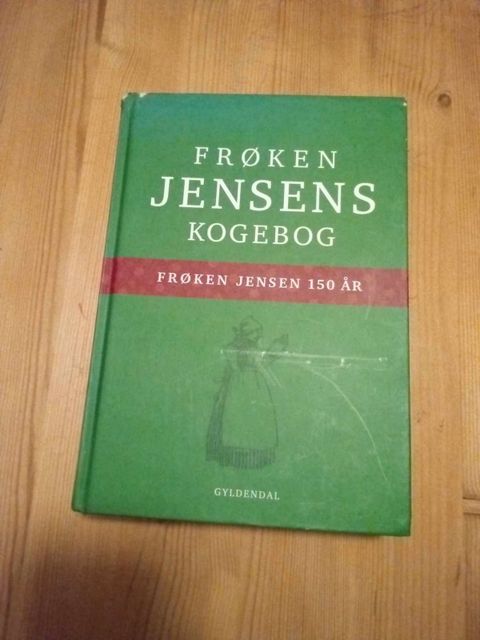 FRØKEN
JENSENS
KOGEBOG
FRØKEN JENSEN 150 ÅR
GYLDENDAL